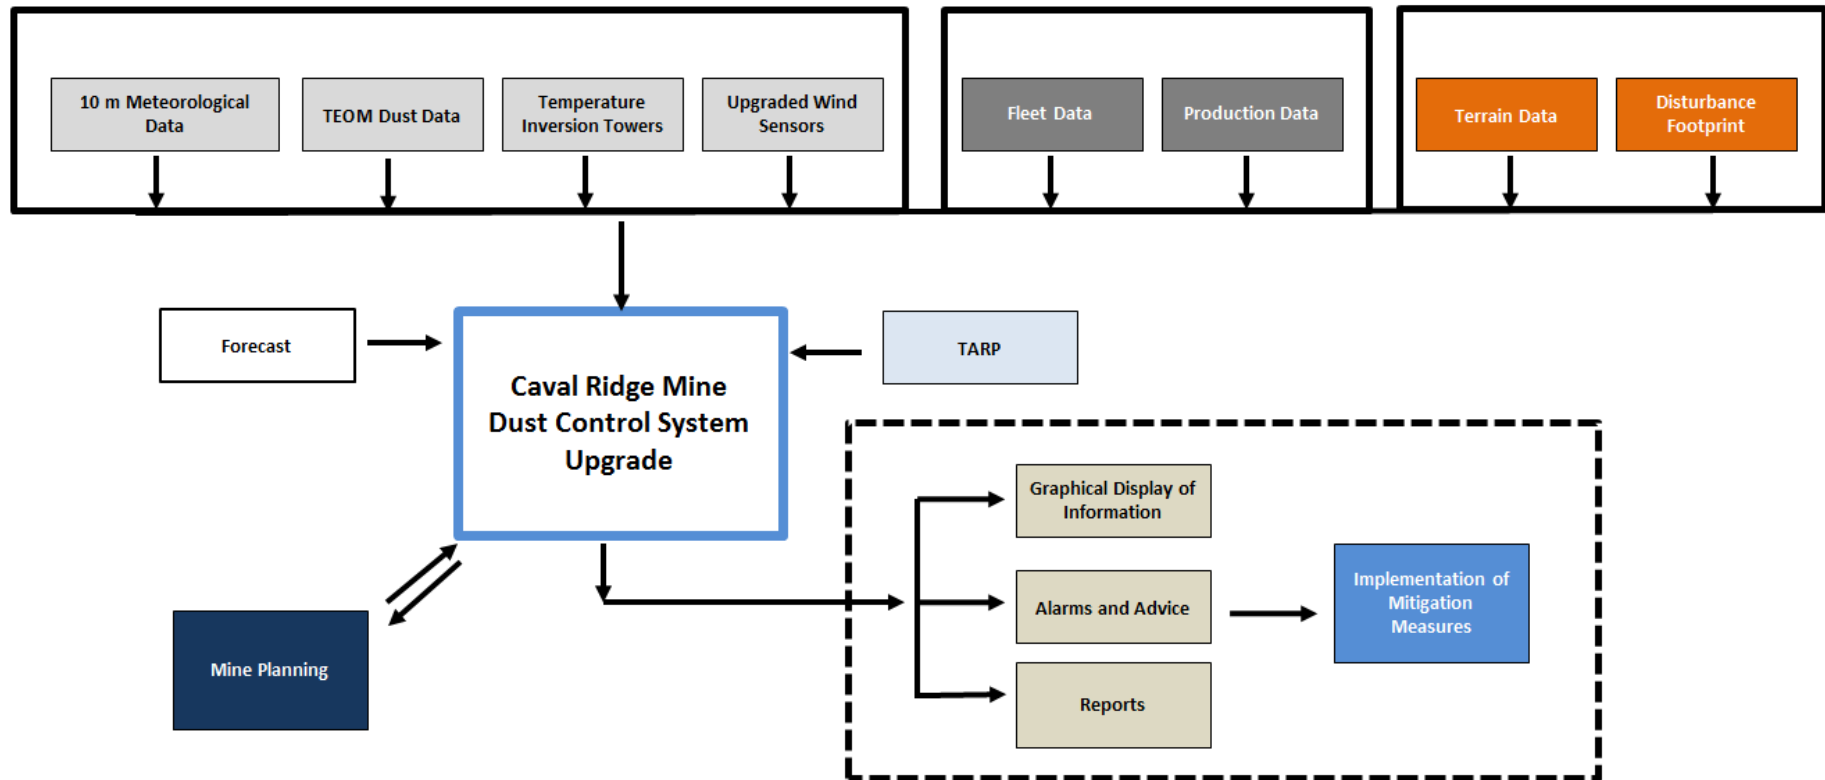 10 m Meteorological
Data
TEOM Dust Data
Temperature
Inversion Towers
Upgraded Wind
Sensors
Fleet Data
Production Data
Terrain Data
Disturbance
Footprint
Forecast
Caval Ridge Mine
Dust Control System
Upgrade
TARP
Graphical Display of
Information
Alarms and Advice
Implementation of
Mitigation
Measures
Mine Planning
Reports